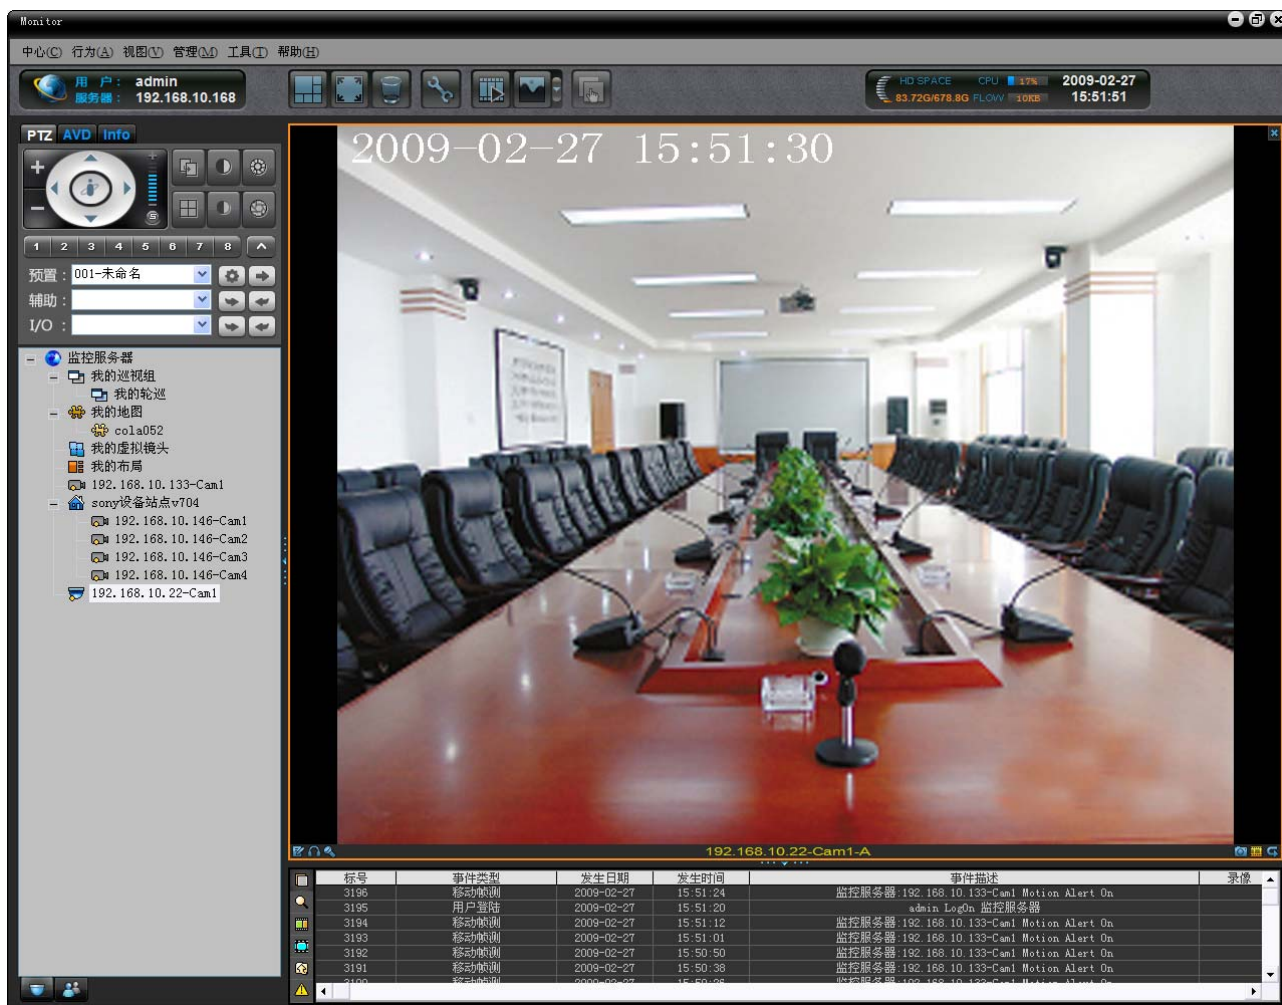 Monitor
中心(C) 行为(A) 视图(V) 管理(M) 工具(T) 帮助(H)
用 户： admin
服务器： 192.168.10.168
HD SPACE CPU 17% 2009-02-27
83.72G/678.8G FLOW 10KB 15:51:51
PTZ AVD Info
S
1 2 3 4 5 6 7 8
预置： 001-未命名
辅助：
I/O ：
监控服务器
我的巡视组
我的轮巡
我的地图
cola052
我的虚拟镜头
我的布局
192.168.10.133-Cam1
sony设备站点v704
192.168.10.146-Cam1
192.168.10.146-Cam2
192.168.10.146-Cam3
192.168.10.146-Cam4
192.168.10.22-Cam1
2009-02-27 15:51:30
192.168.10.22-Cam1-A
标号 事件类型 发生日期 发生时间 事件描述 录像
3196 移动帧测 2009-02-27 15:51:24 监控服务器:192.168.10.133-Cam1 Motion Alert On
3195 用户登陆 2009-02-27 15:51:20 admin LogOn 监控服务器
3194 移动帧测 2009-02-27 15:51:12 监控服务器:192.168.10.133-Cam1 Motion Alert On
3193 移动帧测 2009-02-27 15:51:01 监控服务器:192.168.10.133-Cam1 Motion Alert On
3192 移动帧测 2009-02-27 15:50:50 监控服务器:192.168.10.133-Cam1 Motion Alert On
3191 移动帧测 2009-02-27 15:50:38 监控服务器:192.168.10.133-Cam1 Motion Alert On